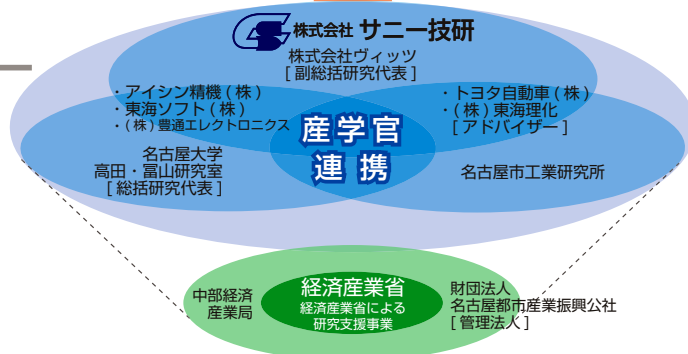 株式会社 サニー技研
株式会社ヴィッツ
[ 副総括研究代表 ]
・アイシン精機 ( 株 )
・東海ソフト ( 株 )
・( 株 ) 豊通エレクトロニクス
・トヨタ自動車 ( 株 )
・( 株 ) 東海理化
[ アドバイザー ]
産学官
連携
名古屋大学
高田・冨山研究室
[ 総括研究代表 ]
名古屋市工業研究所
中部経済
産業局
経済産業省
経済産業省による
研究支援事業
財団法人
名古屋都市産業振興公社
[ 管理法人 ]